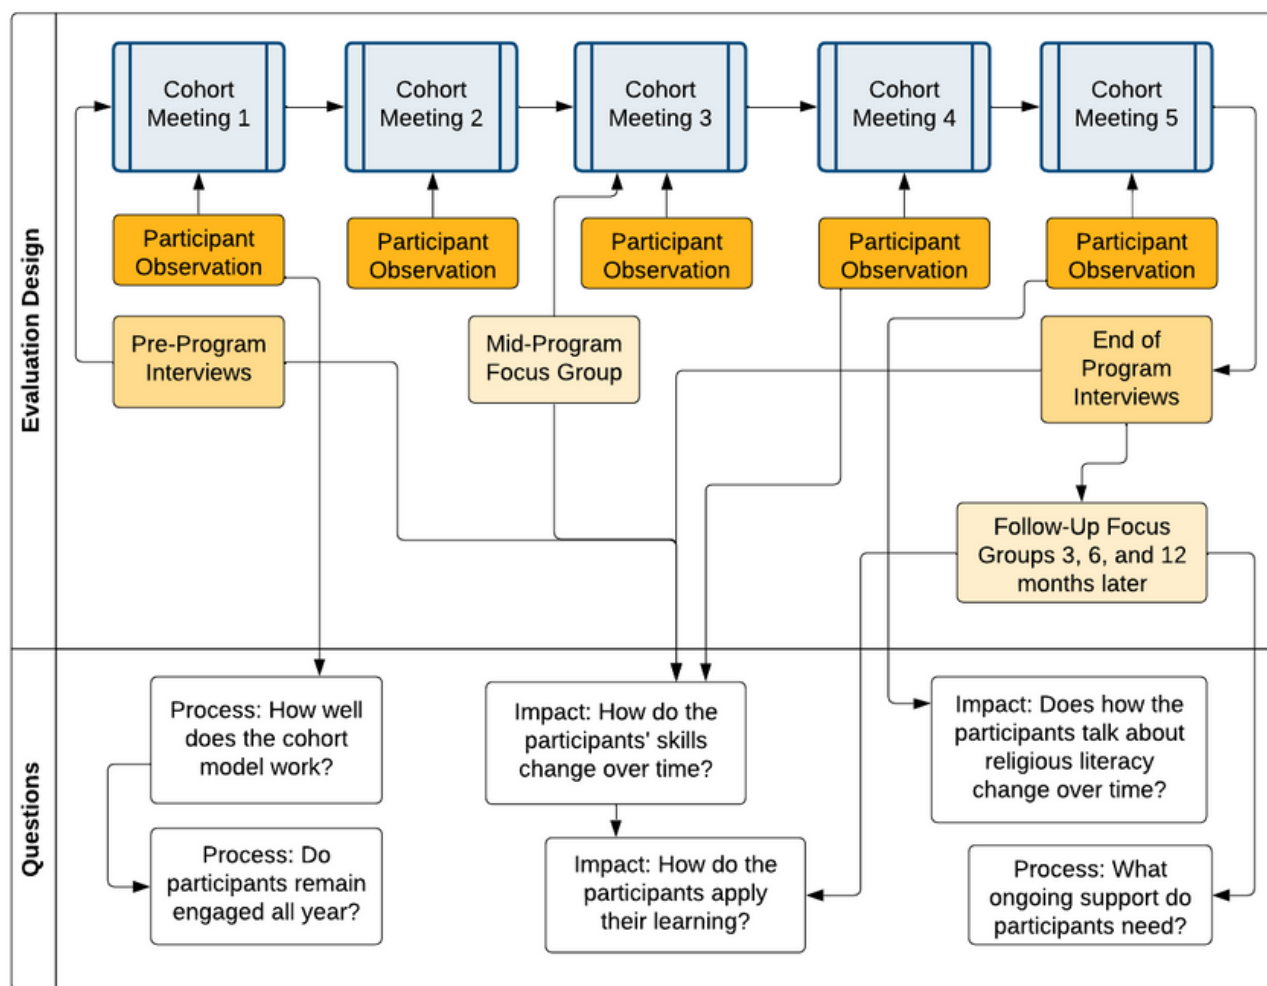 Evaluation Design
Cohort
Meeting 1
Cohort
Meeting 2
Cohort
Meeting 3
Cohort
Meeting 4
Cohort
Meeting 5
Participant
Observation
Participant
Observation
Participant
Observation
Participant
Observation
Participant
Observation
Pre-Program
Interviews
Mid-Program
Focus Group
End of
Program
Interviews
Follow-Up Focus
Groups 3, 6, and 12
months later
Questions
Process: How well
does the cohort
model work?
Impact: How do the
participants' skills
change over time?
Impact: Does how the
participants talk about
religious literacy
change over time?
Process: Do
participants remain
engaged all year?
Impact: How do the
participants apply
their learning?
Process: What
ongoing support do
participants need?